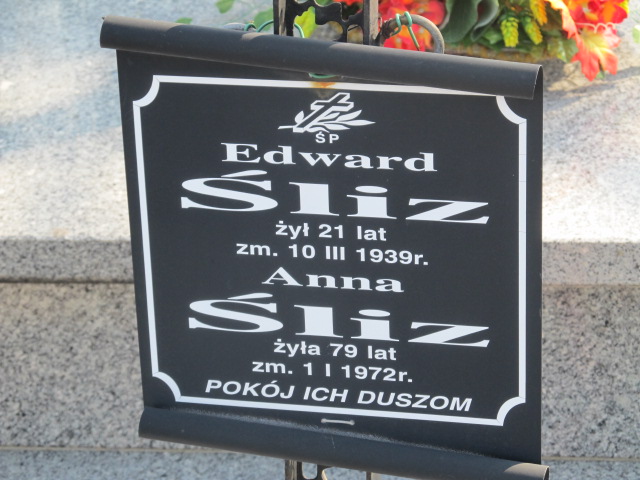 ŚP
Edward
Śliz
żył 21 lat
zm. 10 III 1939r.
Anna
Śliz
żyła 79 lat
zm. 1 I 1972r.
POKÓJ ICH DUSZOM